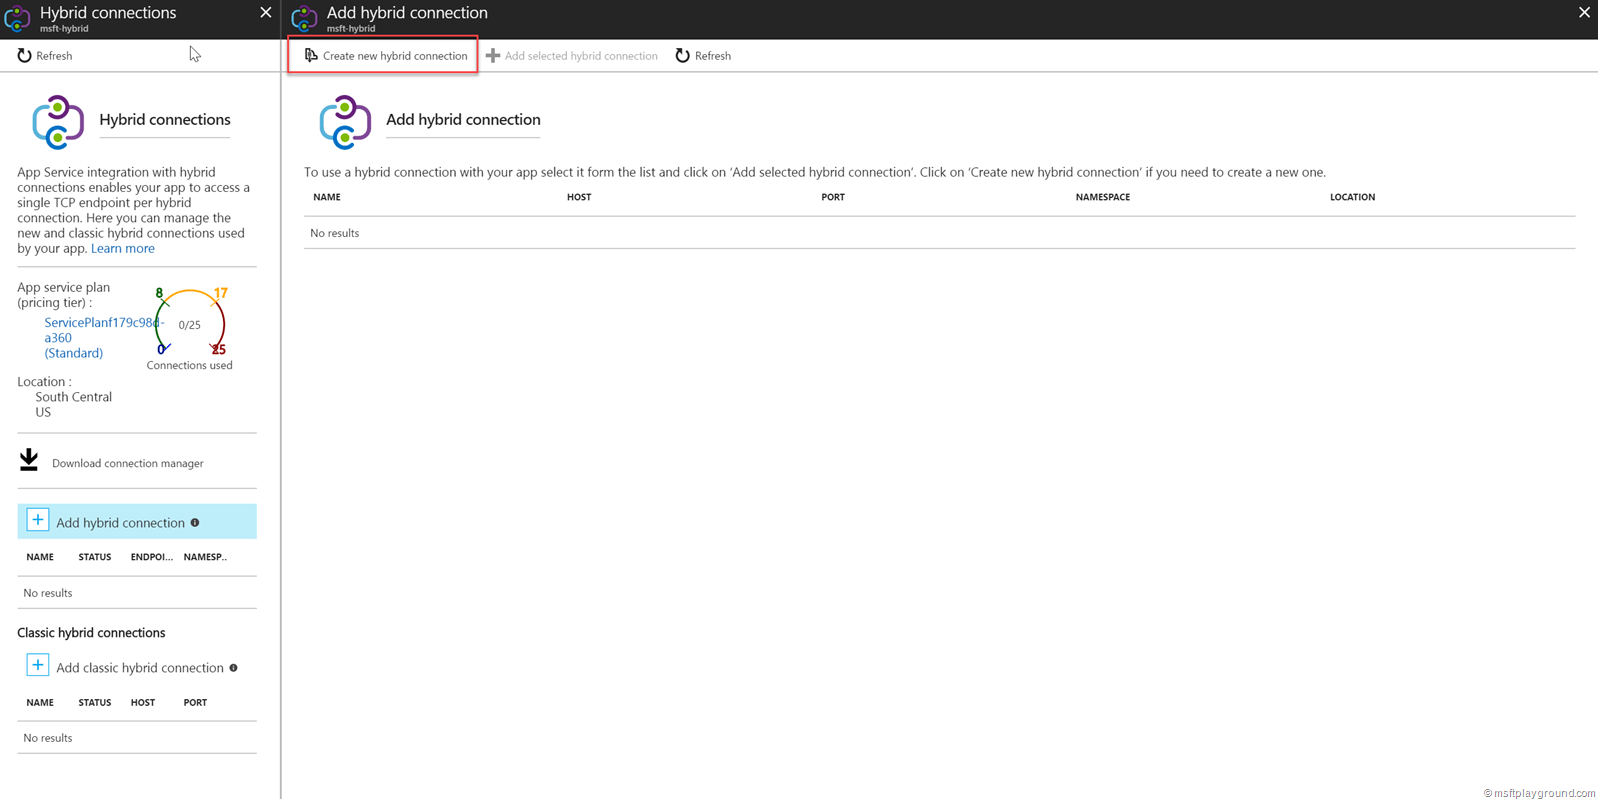 Hybrid connections
msft-hybrid
Refresh
Hybrid connections
App Service integration with hybrid
connections enables your app to access a
single TCP endpoint per hybrid
connection. Here you can manage the
new and classic hybrid connections used
by your app. Learn more
App service plan
(pricing tier) :
ServicePlanf179c98d-
a360
(Standard)
8
17
0/25
0
25
Connections used
Location :
South Central
US
Download connection manager
Add hybrid connection
NAME STATUS ENDPOI... NAMESP..
No results
Classic hybrid connections
Add classic hybrid connection
NAME STATUS HOST PORT
No results
Add hybrid connection
msft-hybrid
Create new hybrid connection Add selected hybrid connection Refresh
Add hybrid connection
To use a hybrid connection with your app select it form the list and click on ‘Add selected hybrid connection’. Click on ‘Create new hybrid connection’ if you need to create a new one.
NAME HOST PORT NAMESPACE LOCATION
No results
© msftplayground.com